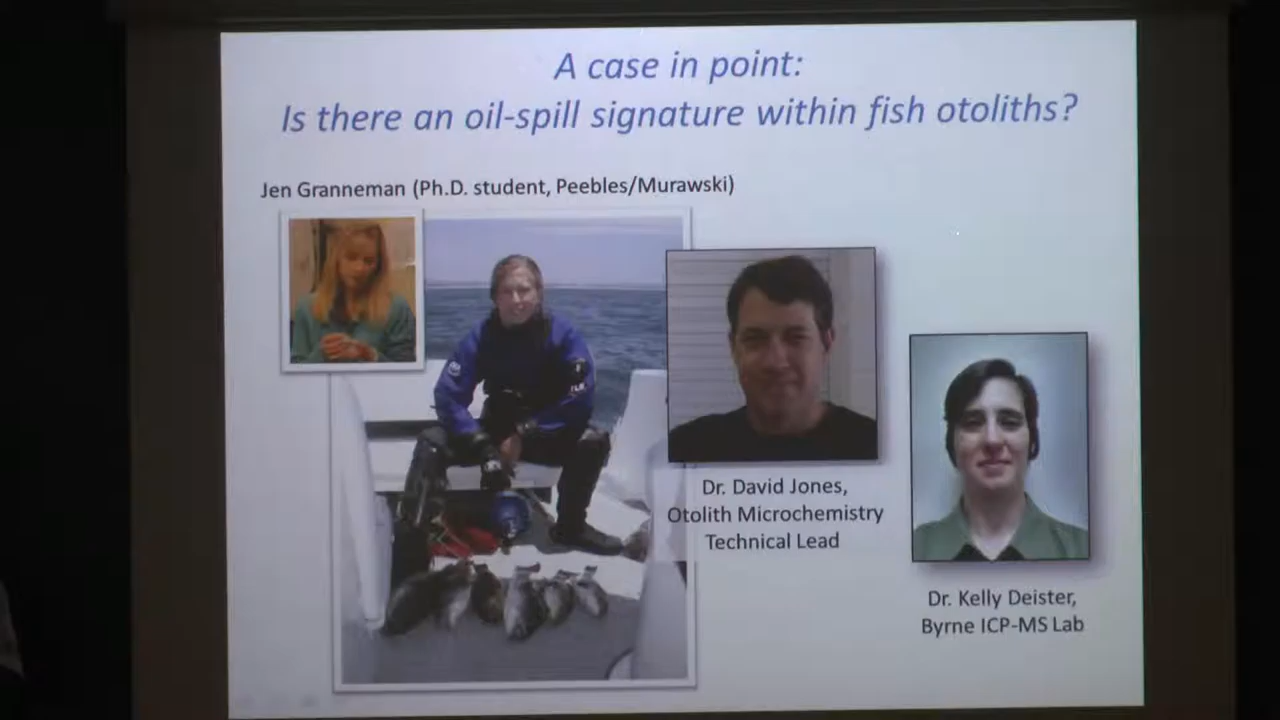 A case in point:
Is there an oil-spill signature within fish otoliths?
Jen Granneman (Ph.D. student, Peebles/Murawski)
Dr. David Jones,
Otolith Microchemistry
Technical Lead
Dr. Kelly Deister,
Byrne ICP-MS Lab